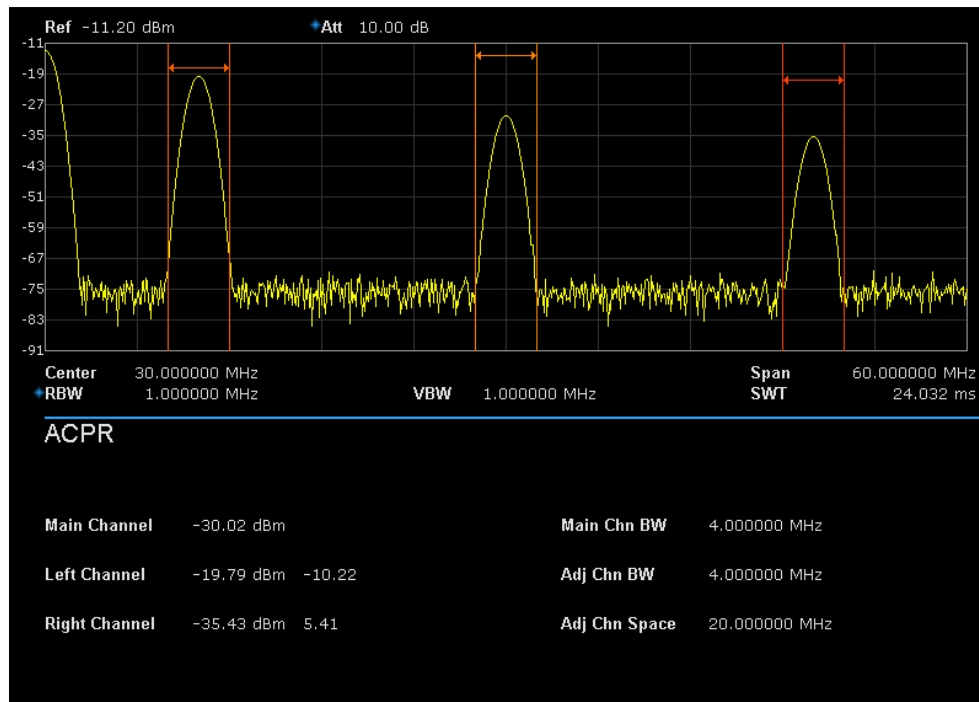 Ref -11.20 dBm Att 10.00 dB
-11
-19
-27
-35
-43
-51
-59
-67
-75
-83
-91
Center 30.000000 MHz Span 60.000000 MHz
RBW 1.000000 MHz VBW 1.000000 MHz SWT 24.032 ms
ACPR
Main Channel -30.02 dBm Main Chn BW 4.000000 MHz
Left Channel -19.79 dBm -10.22 Adj Chn BW 4.000000 MHz
Right Channel -35.43 dBm 5.41 Adj Chn Space 20.000000 MHz